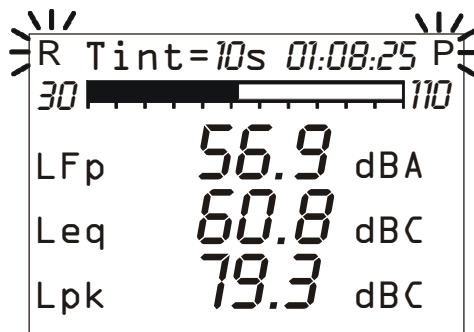 R Tint=10s 01:08:25 P
30 110
LFp 56.9 dBA
Leq 60.8 dBC
Lpk 79.3 dBC